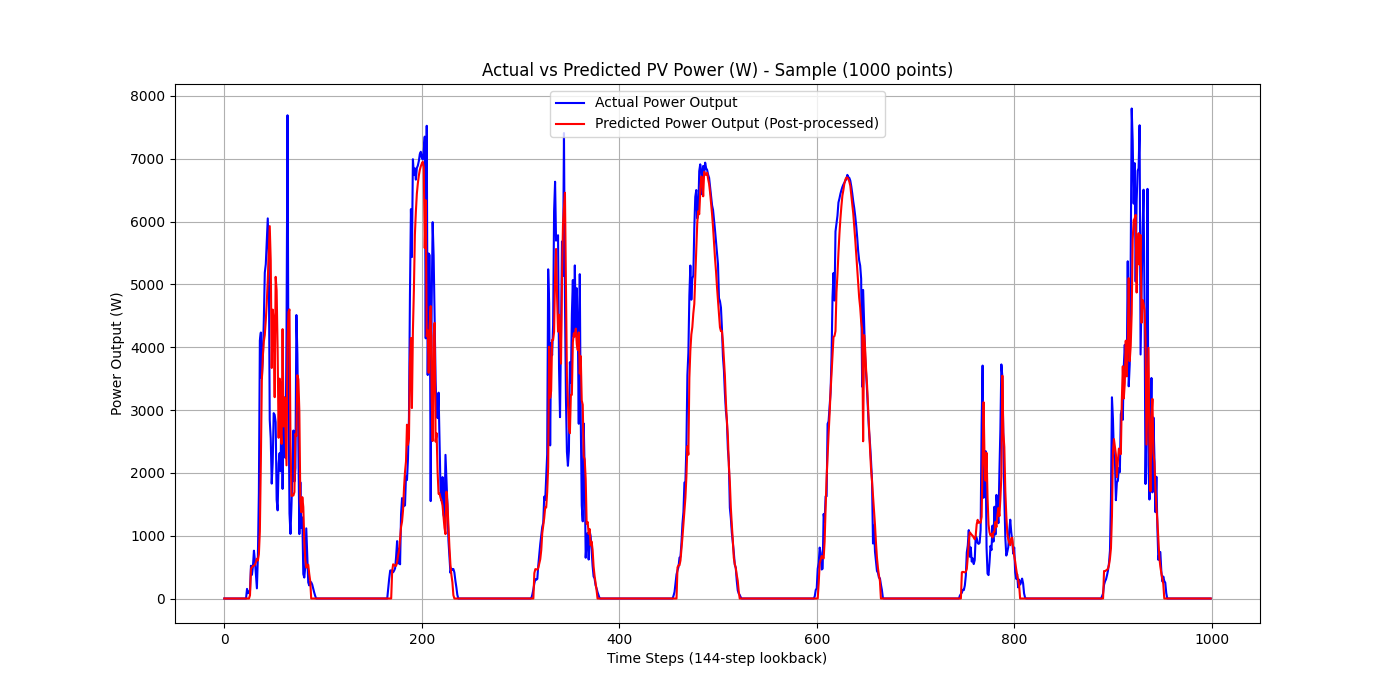 Actual vs Predicted PV Power (W) - Sample (1000 points)
Actual Power Output
Predicted Power Output (Post-processed)
Power Output (W)
8000
7000
6000
5000
4000
3000
2000
1000
0
0 200 400 600 800 1000
Time Steps (144-step lookback)